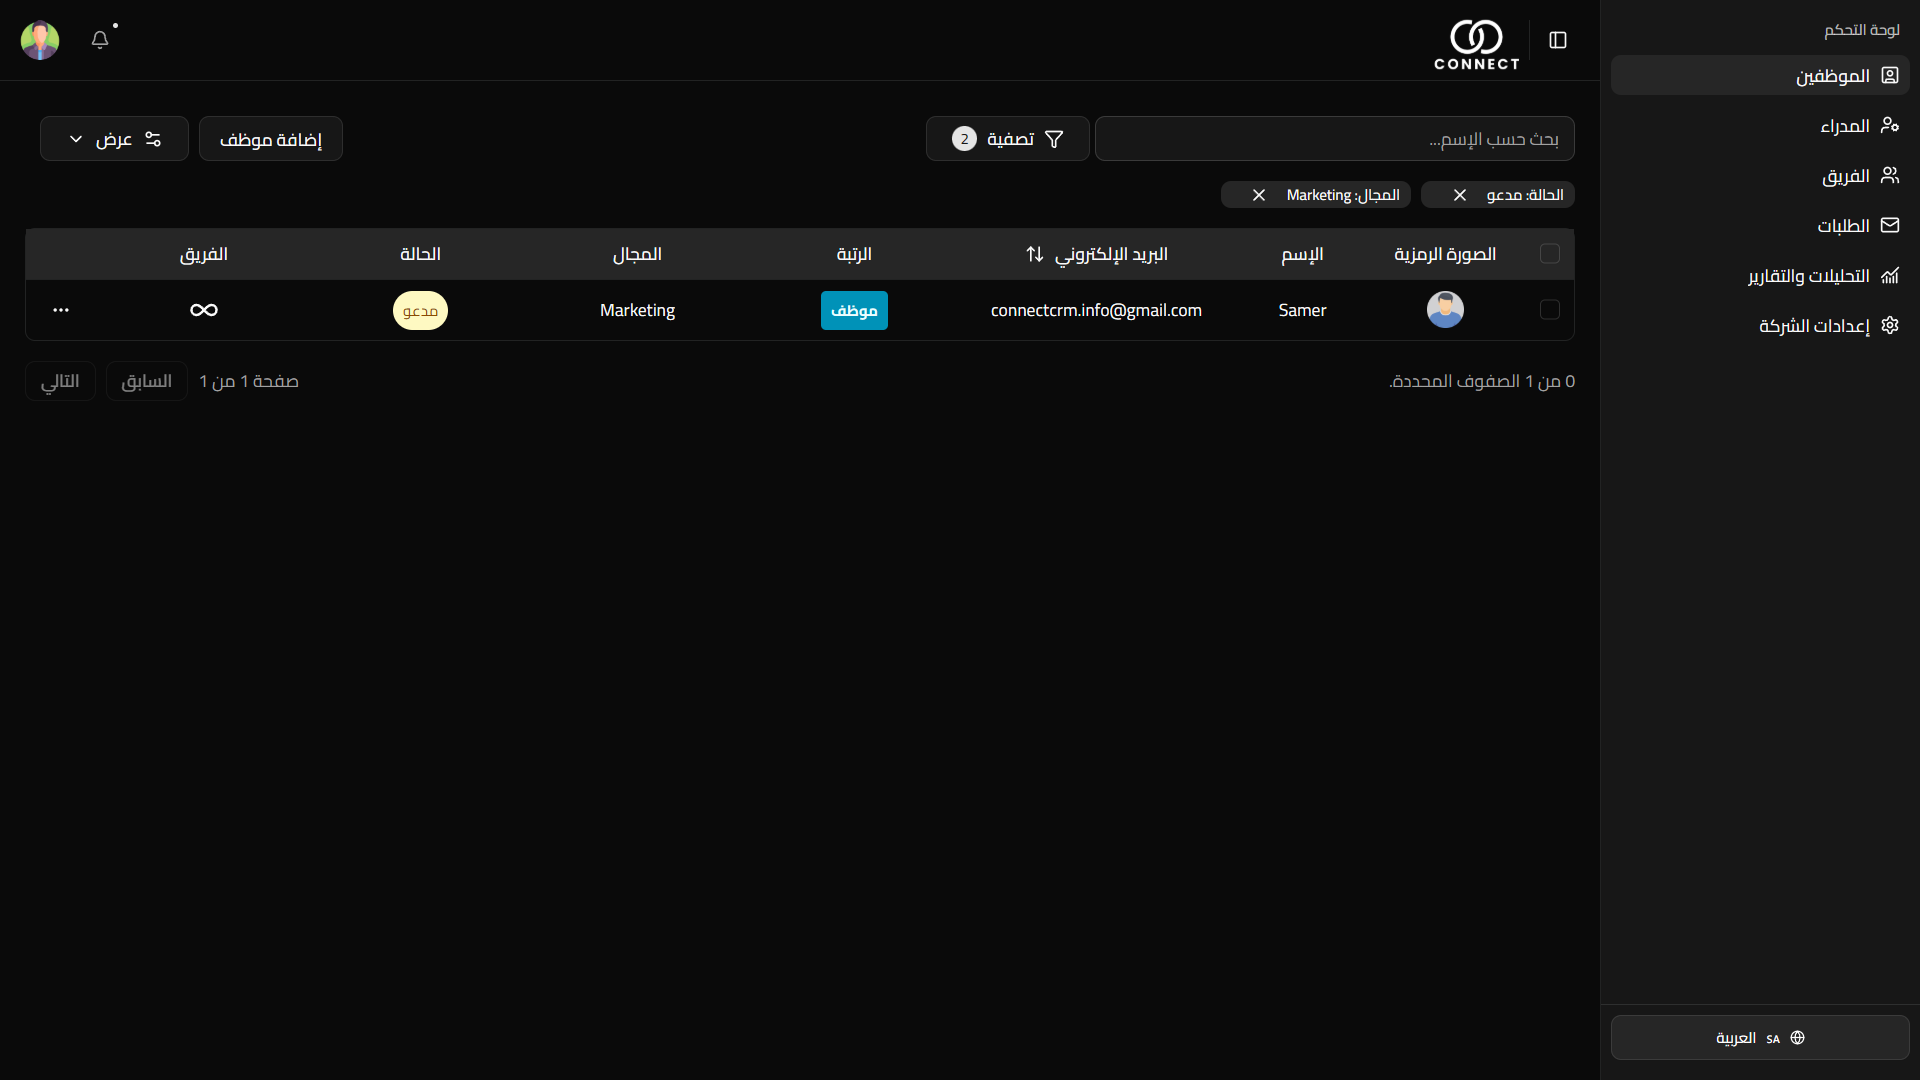 لوحة التحكم
الموظفين
المدراء
الفريق
الطلبات
التحليلات والتقارير
إعدادات الشركة
العربية SA
CONNECT
بحث حسب الإسم...
تصفية 2
إضافة موظف
عرض
الحالة: مدعو
المجال: Marketing
الصورة الرمزية الإسم البريد الإلكتروني الرتبة المجال الحالة الفريق
Samer connectcrm.info@gmail.com موظف Marketing مدعو
0 من 1 الصفوف المحددة.
صفحة 1 من 1
السابق
التالي